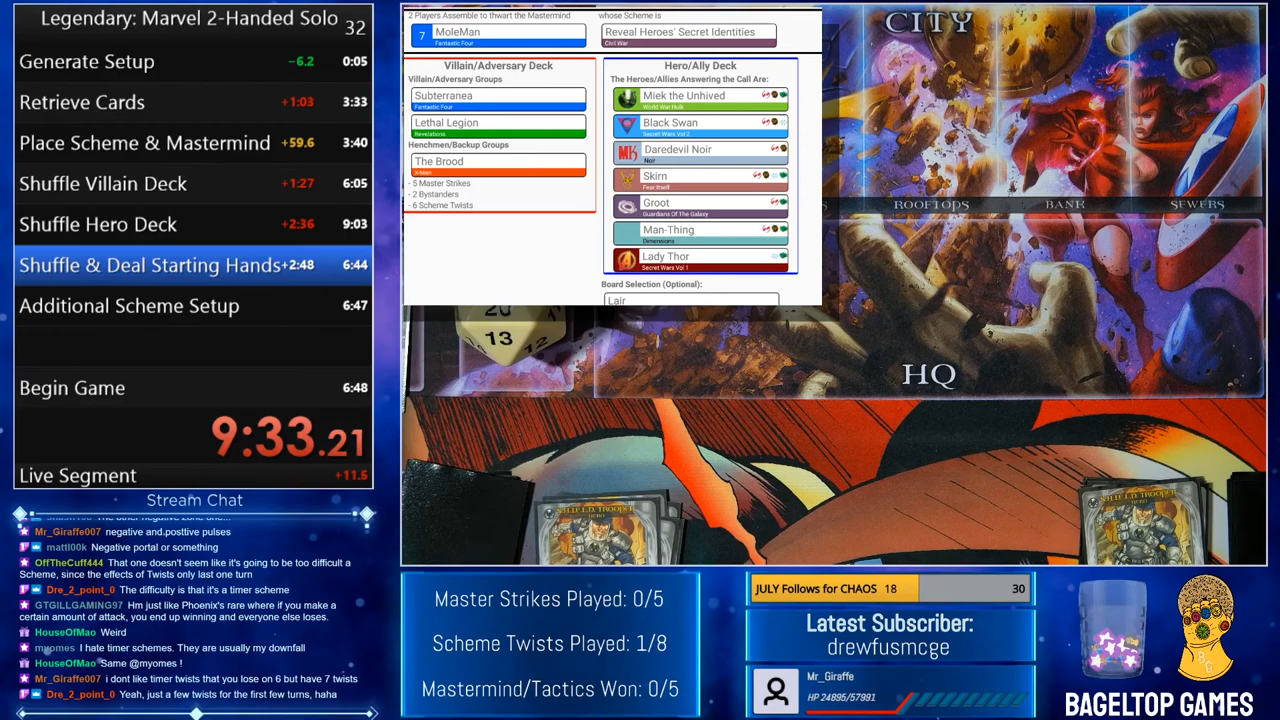 Legendary: Marvel 2-Handed Solo
32
Generate Setup −6.2 0:05
Retrieve Cards +1:03 3:33
Place Scheme & Mastermind +59.6 3:40
Shuffle Villain Deck +1:27 6:05
Shuffle Hero Deck +2:36 9:03
Shuffle & Deal Starting Hands +2:48 6:44
Additional Scheme Setup 6:47
Begin Game 6:48
9:33.21
Live Segment +11.5
Stream Chat
Mr_Giraffe007 negative and.posttive pulses
mattl00k Negative portal or something
OffTheCuff444 That one doesn't seem like it's going to be too difficult a
Scheme, since the effects of Twists only last one turn
Dre_2_point_0 The difficulty is that it's a timer scheme
GTGILLGAMING97 Hm just like Phoenix's rare where if you make a
certain amount of attack, you end up winning and everyone else loses.
HouseOfMao Weird
myomes I hate timer schemes. They are usually my downfall
HouseOfMao Same @myomes !
Mr_Giraffe007 i dont like timer twists that you lose on 6 but have 7 twists
Dre_2_point_0 Yeah, just a few twists for the first few turns, haha
2 Players Assemble to thwart the Mastermind
whose Scheme is
7 MoleMan
Fantastic Four
Reveal Heroes' Secret Identities
Civil War
Villain/Adversary Deck
Villain/Adversary Groups
Subterranea
Fantastic Four
Lethal Legion
Revelations
Henchmen/Backup Groups
The Brood
X-Men
- 5 Master Strikes
- 2 Bystanders
- 6 Scheme Twists
Hero/Ally Deck
The Heroes/Allies Answering the Call Are:
Miek the Unhived
World War Hulk
Black Swan
Secret Wars Vol 2
Daredevil Noir
Noir
Skirn
Fear Itself
Groot
Guardians Of The Galaxy
Man-Thing
Dimensions
Lady Thor
Secret Wars Vol 1
Board Selection (Optional):
Lair
CITY
ROOFTOPS
BANK
SEWERS
HQ
20
13
12
S.H.I.E.L.D. TROOPER
HERO
S.H.I.E.L.D. TROOPER
HERO
Master Strikes Played: 0/5
Scheme Twists Played: 1/8
Mastermind/Tactics Won: 0/5
JULY Follows for CHAOS 18
30
Latest Subscriber:
drewfusmcge
Mr_Giraffe
HP 24895/57991
BAGELTOP GAMES